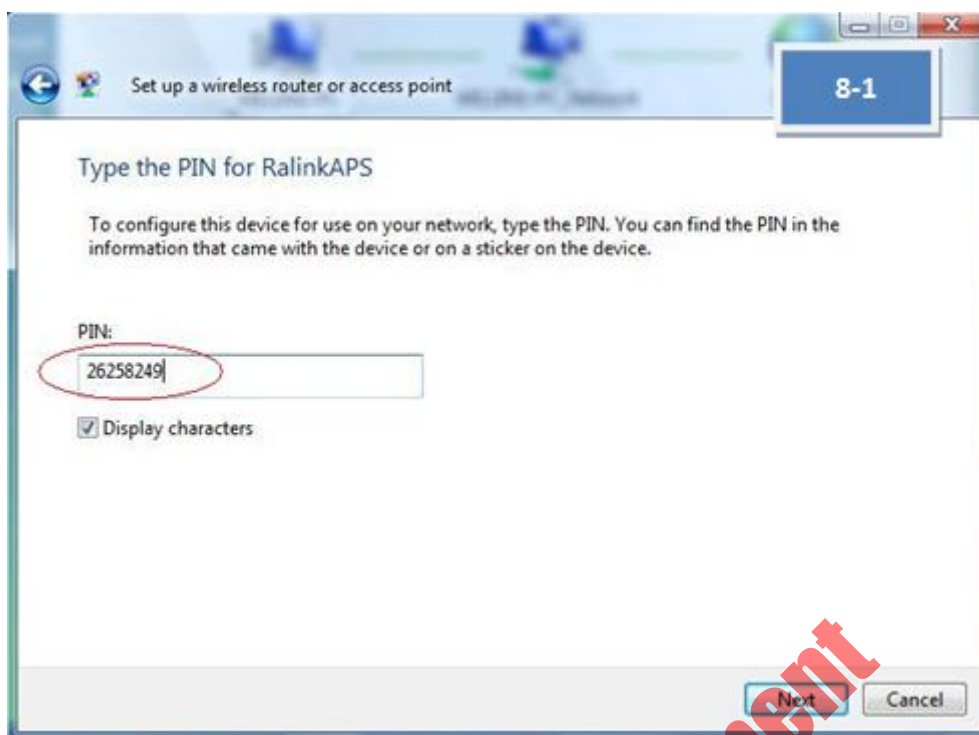 Set up a wireless router or access point
8-1
Type the PIN for RalinkAPS
To configure this device for use on your network, type the PIN. You can find the PIN in the
information that came with the device or on a sticker on the device.
PIN:
26258249
Display characters
Next
Cancel